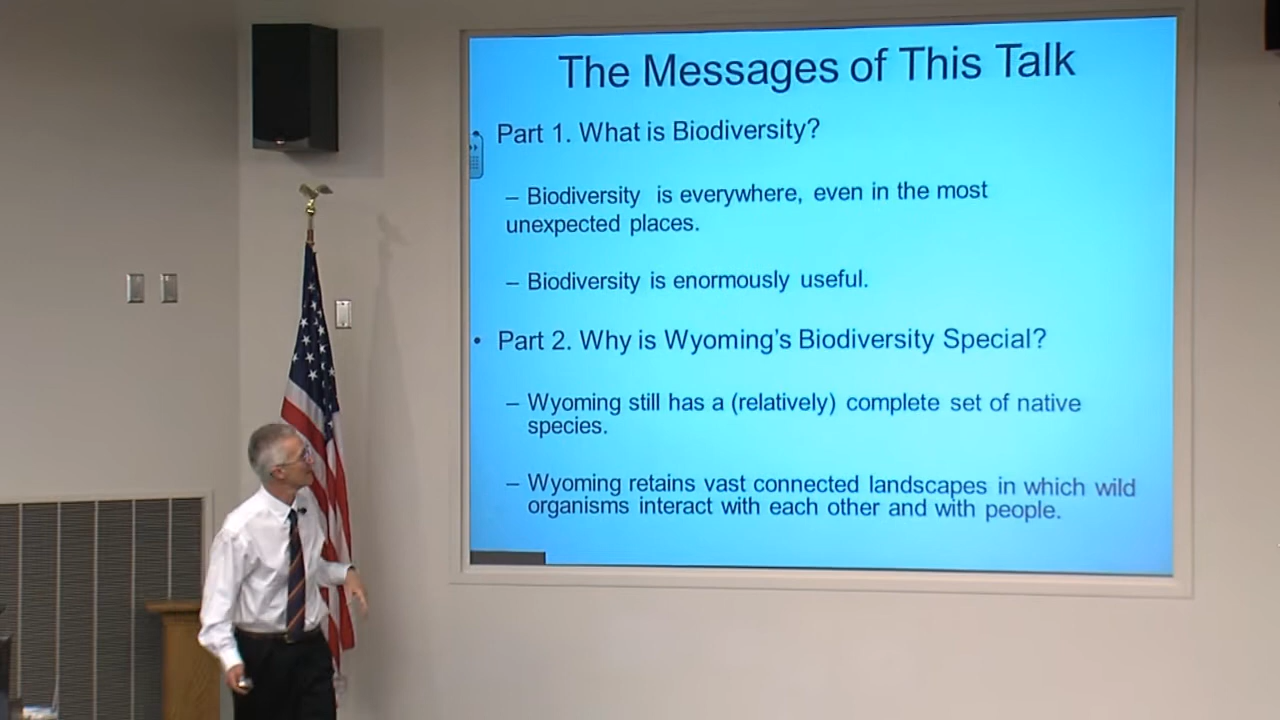 The Messages of This Talk
• Part 1. What is Biodiversity?
– Biodiversity is everywhere, even in the most
unexpected places.
– Biodiversity is enormously useful.
• Part 2. Why is Wyoming's Biodiversity Special?
– Wyoming still has a (relatively) complete set of native
species.
– Wyoming retains vast connected landscapes in which wild
organisms interact with each other and with people.